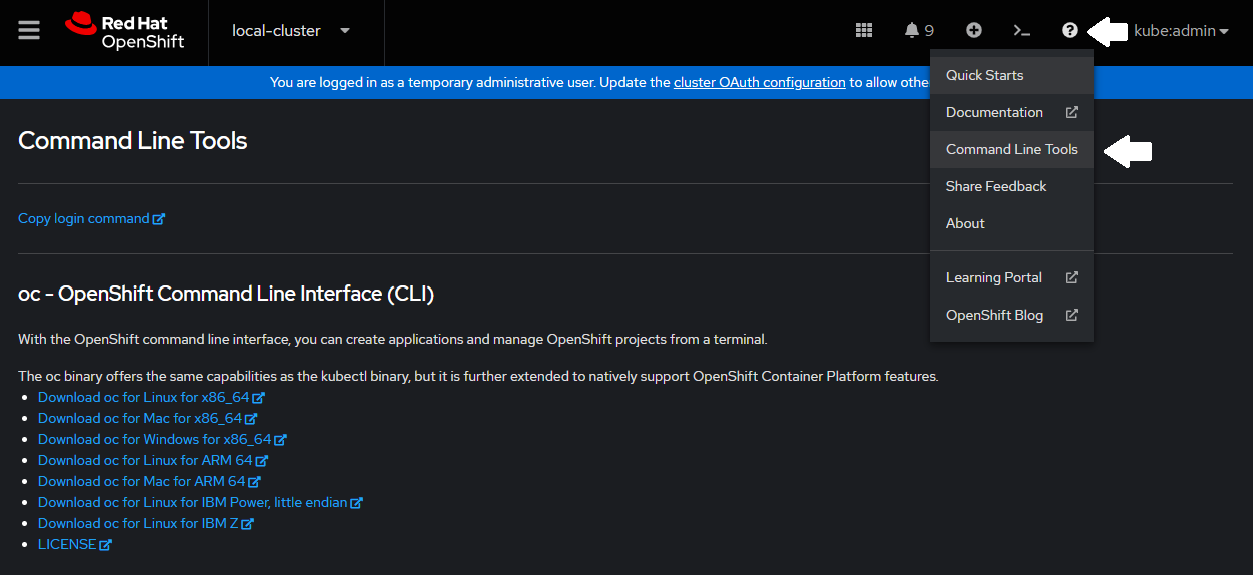 Red Hat
OpenShift
local-cluster
9
kube:admin
You are logged in as a temporary administrative user. Update the cluster OAuth configuration to allow othe
Quick Starts
Documentation
Command Line Tools
Share Feedback
About
Learning Portal
OpenShift Blog
Command Line Tools
Copy login command
oc - OpenShift Command Line Interface (CLI)
With the OpenShift command line interface, you can create applications and manage OpenShift projects from a terminal.
The oc binary offers the same capabilities as the kubectl binary, but it is further extended to natively support OpenShift Container Platform features.
Download oc for Linux for x86_64
Download oc for Mac for x86_64
Download oc for Windows for x86_64
Download oc for Linux for ARM 64
Download oc for Mac for ARM 64
Download oc for Linux for IBM Power, little endian
Download oc for Linux for IBM Z
LICENSE